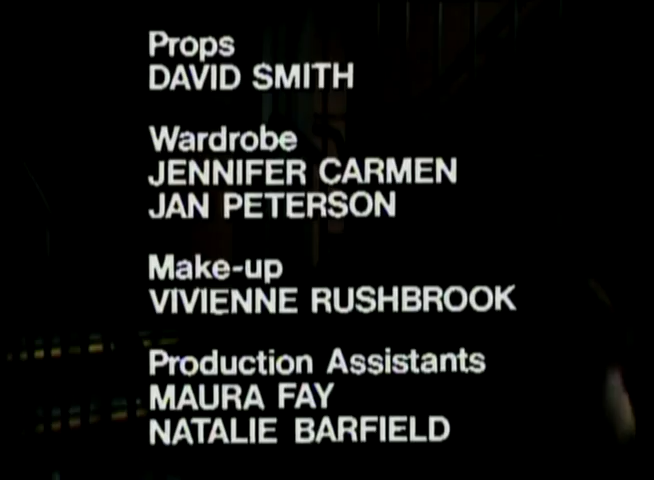 Props
DAVID SMITH
Wardrobe
JENNIFER CARMEN
JAN PETERSON
Make-up
VIVIENNE RUSHBROOK
Production Assistants
MAURA FAY
NATALIE BARFIELD